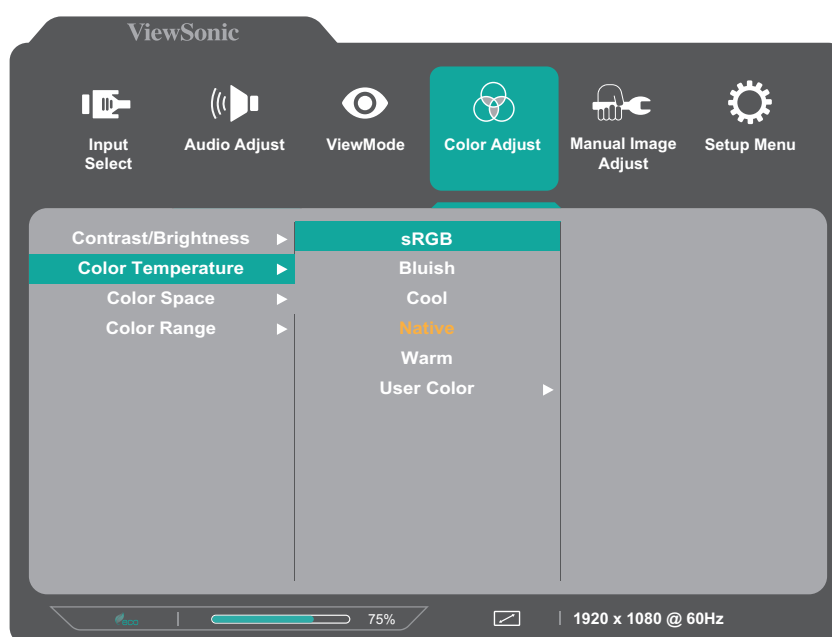 ViewSonic
Input
Select
Audio Adjust
ViewMode
Color Adjust
Manual Image
Adjust
Setup Menu
Contrast/Brightness
Color Temperature
Color Space
Color Range
sRGB
Bluish
Cool
Native
Warm
User Color
eco
75%
1920 x 1080 @ 60Hz